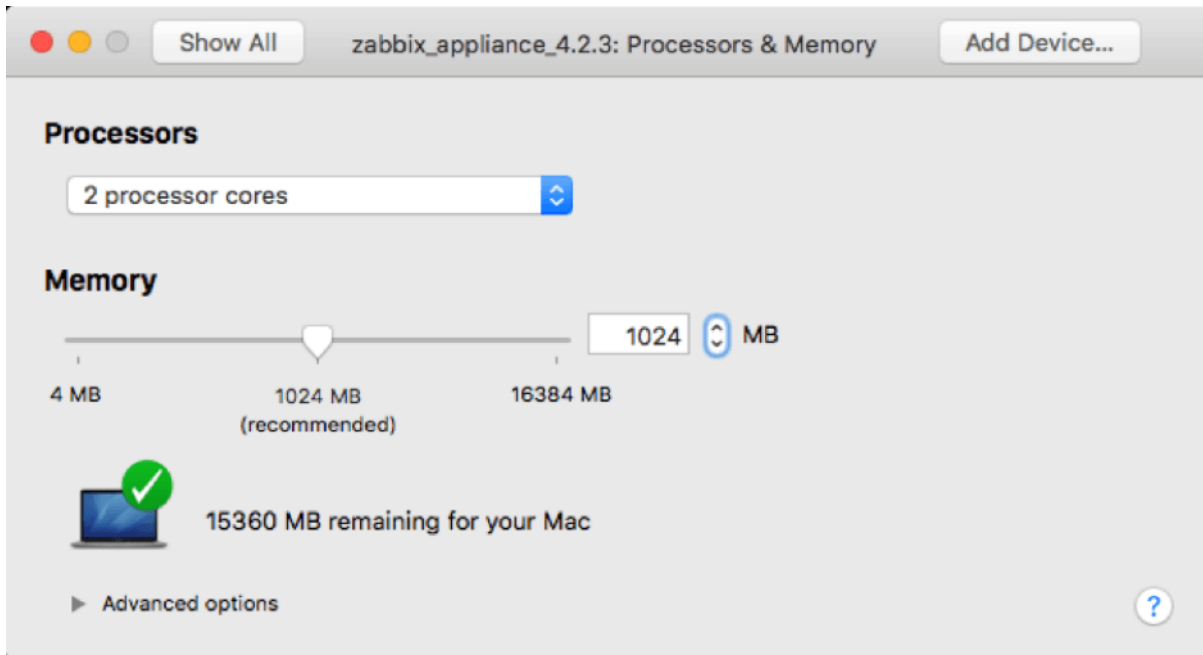 Show All zabbix_appliance_4.2.3: Processors & Memory Add Device...
Processors
2 processor cores
Memory
1024 MB
4 MB 1024 MB 16384 MB
(recommended)
15360 MB remaining for your Mac
Advanced options ?